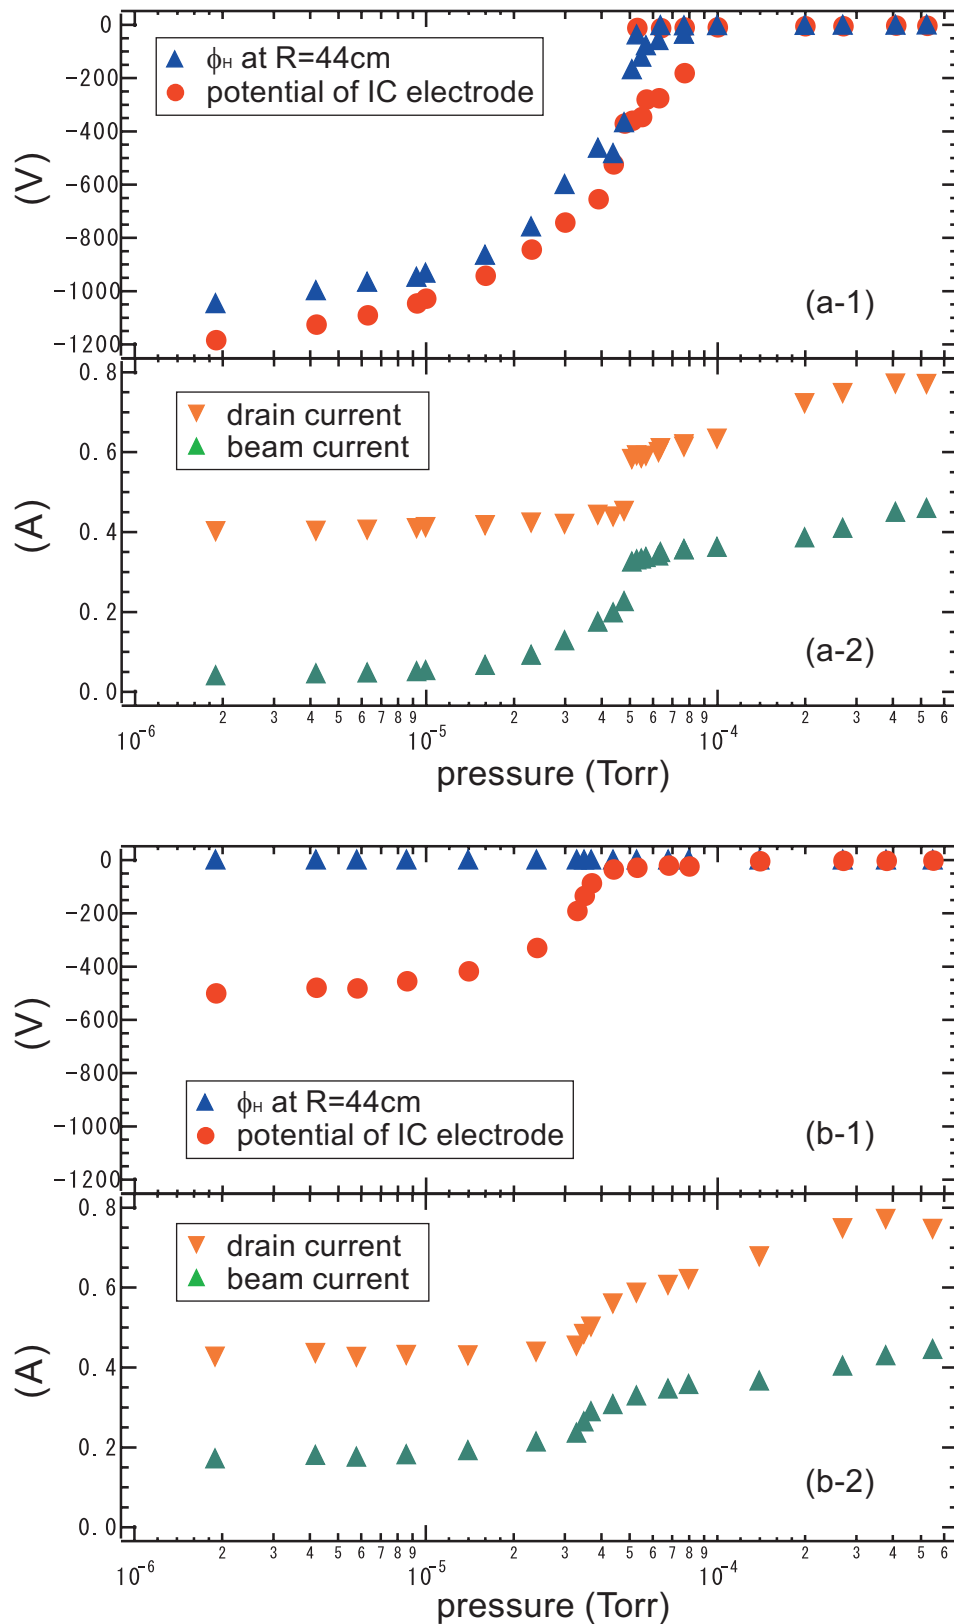 0
-200
-400
-600
-800
-1000
-1200
(V)
ϕH at R=44cm
potential of IC electrode
(a-1)
0.8
0.6
0.4
0.2
0.0
(A)
drain current
beam current
(a-2)
2 3 4 5 6 7 8 9 2 3 4 5 6 7 8 9 2 3 4 5 6
10-6 10-5 10-4
pressure (Torr)
0
-200
-400
-600
-800
-1000
-1200
(V)
ϕH at R=44cm
potential of IC electrode
(b-1)
0.8
0.6
0.4
0.2
0.0
(A)
drain current
beam current
(b-2)
2 3 4 5 6 7 8 9 2 3 4 5 6 7 8 9 2 3 4 5 6
10-6 10-5 10-4
pressure (Torr)